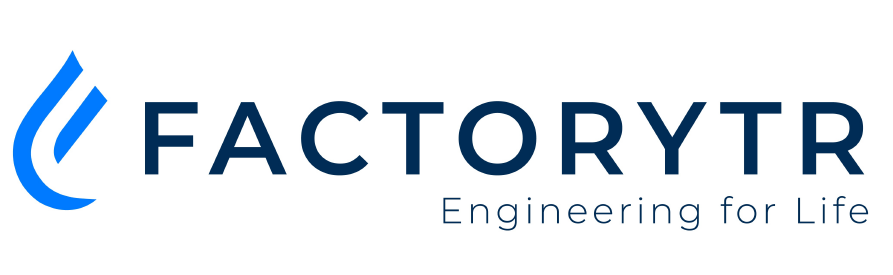 FACTORYTR
Engineering for Life